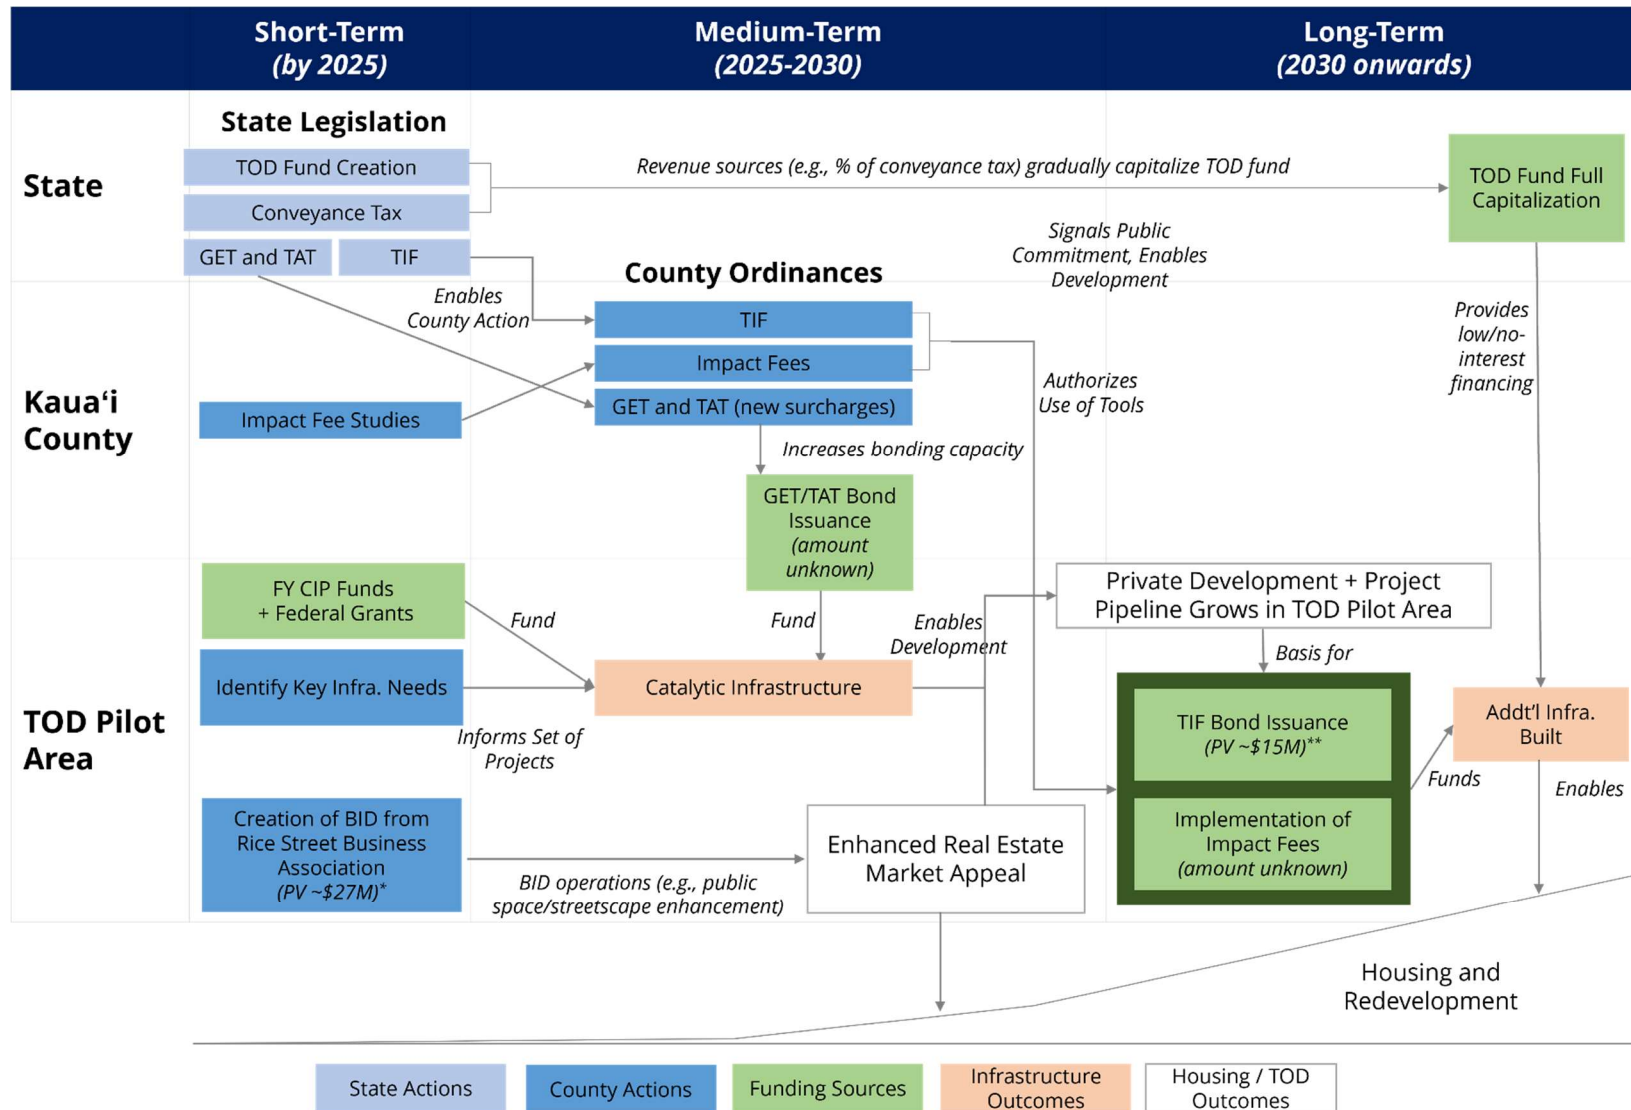 Short-Term
(by 2025)
Medium-Term
(2025-2030)
Long-Term
(2030 onwards)
State
State Legislation
TOD Fund Creation
Conveyance Tax
GET and TAT
TIF
Revenue sources (e.g., % of conveyance tax) gradually capitalize TOD fund
TOD Fund Full
Capitalization
Signals Public
Commitment, Enables
Development
Enables
County Action
County Ordinances
Kauaʻi
County
TIF
Impact Fees
GET and TAT (new surcharges)
Impact Fee Studies
Authorizes
Use of Tools
Provides
low/no-
interest
financing
Increases bonding capacity
GET/TAT Bond
Issuance
(amount
unknown)
TOD Pilot
Area
FY CIP Funds
+ Federal Grants
Fund
Fund
Enables
Development
Private Development + Project
Pipeline Grows in TOD Pilot Area
Basis for
Identify Key Infra. Needs
Informs Set of
Projects
Catalytic Infrastructure
TIF Bond Issuance
(PV ~$15M)**
Addt’l Infra.
Built
Funds
Enables
Creation of BID from
Rice Street Business
Association
(PV ~$27M)*
BID operations (e.g., public
space/streetscape enhancement)
Enhanced Real Estate
Market Appeal
Implementation of
Impact Fees
(amount unknown)
Housing and
Redevelopment
State Actions
County Actions
Funding Sources
Infrastructure
Outcomes
Housing / TOD
Outcomes